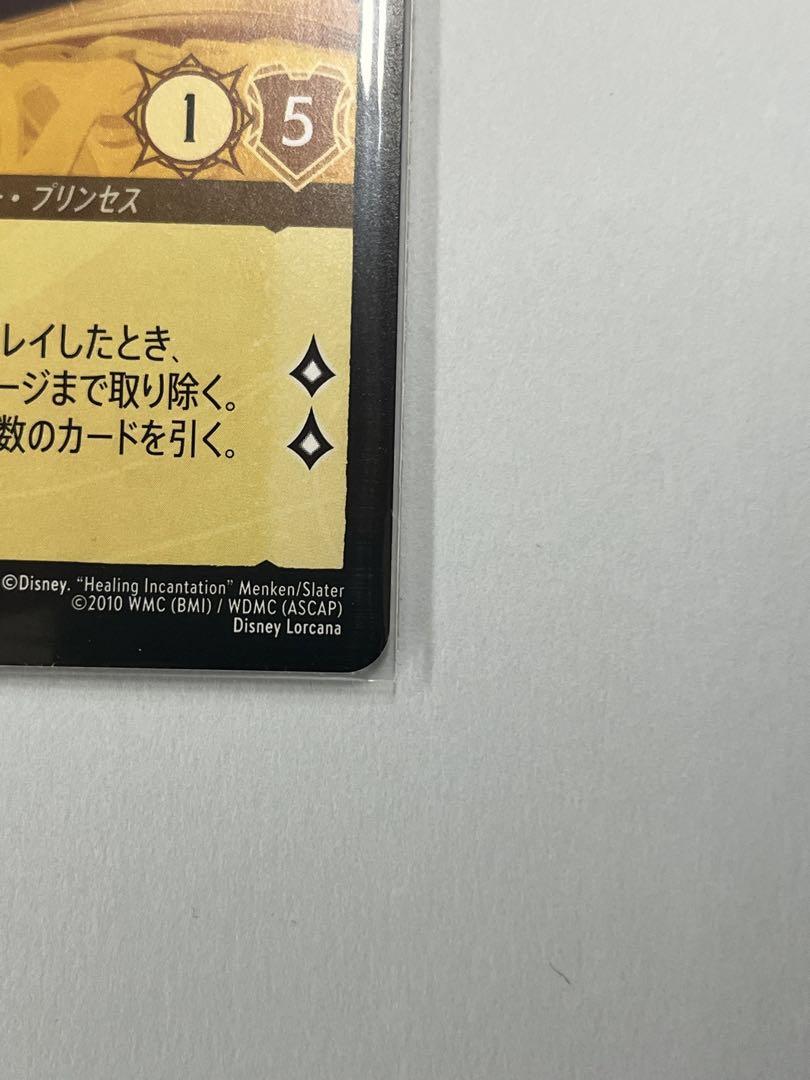 1 5
・プリンセス
レイしたとき、
ージまで取り除く。
数のカードを引く。
©Disney. “Healing Incantation” Menken/Slater
©2010 WMC (BMI) / WDMC (ASCAP)
Disney Lorcana